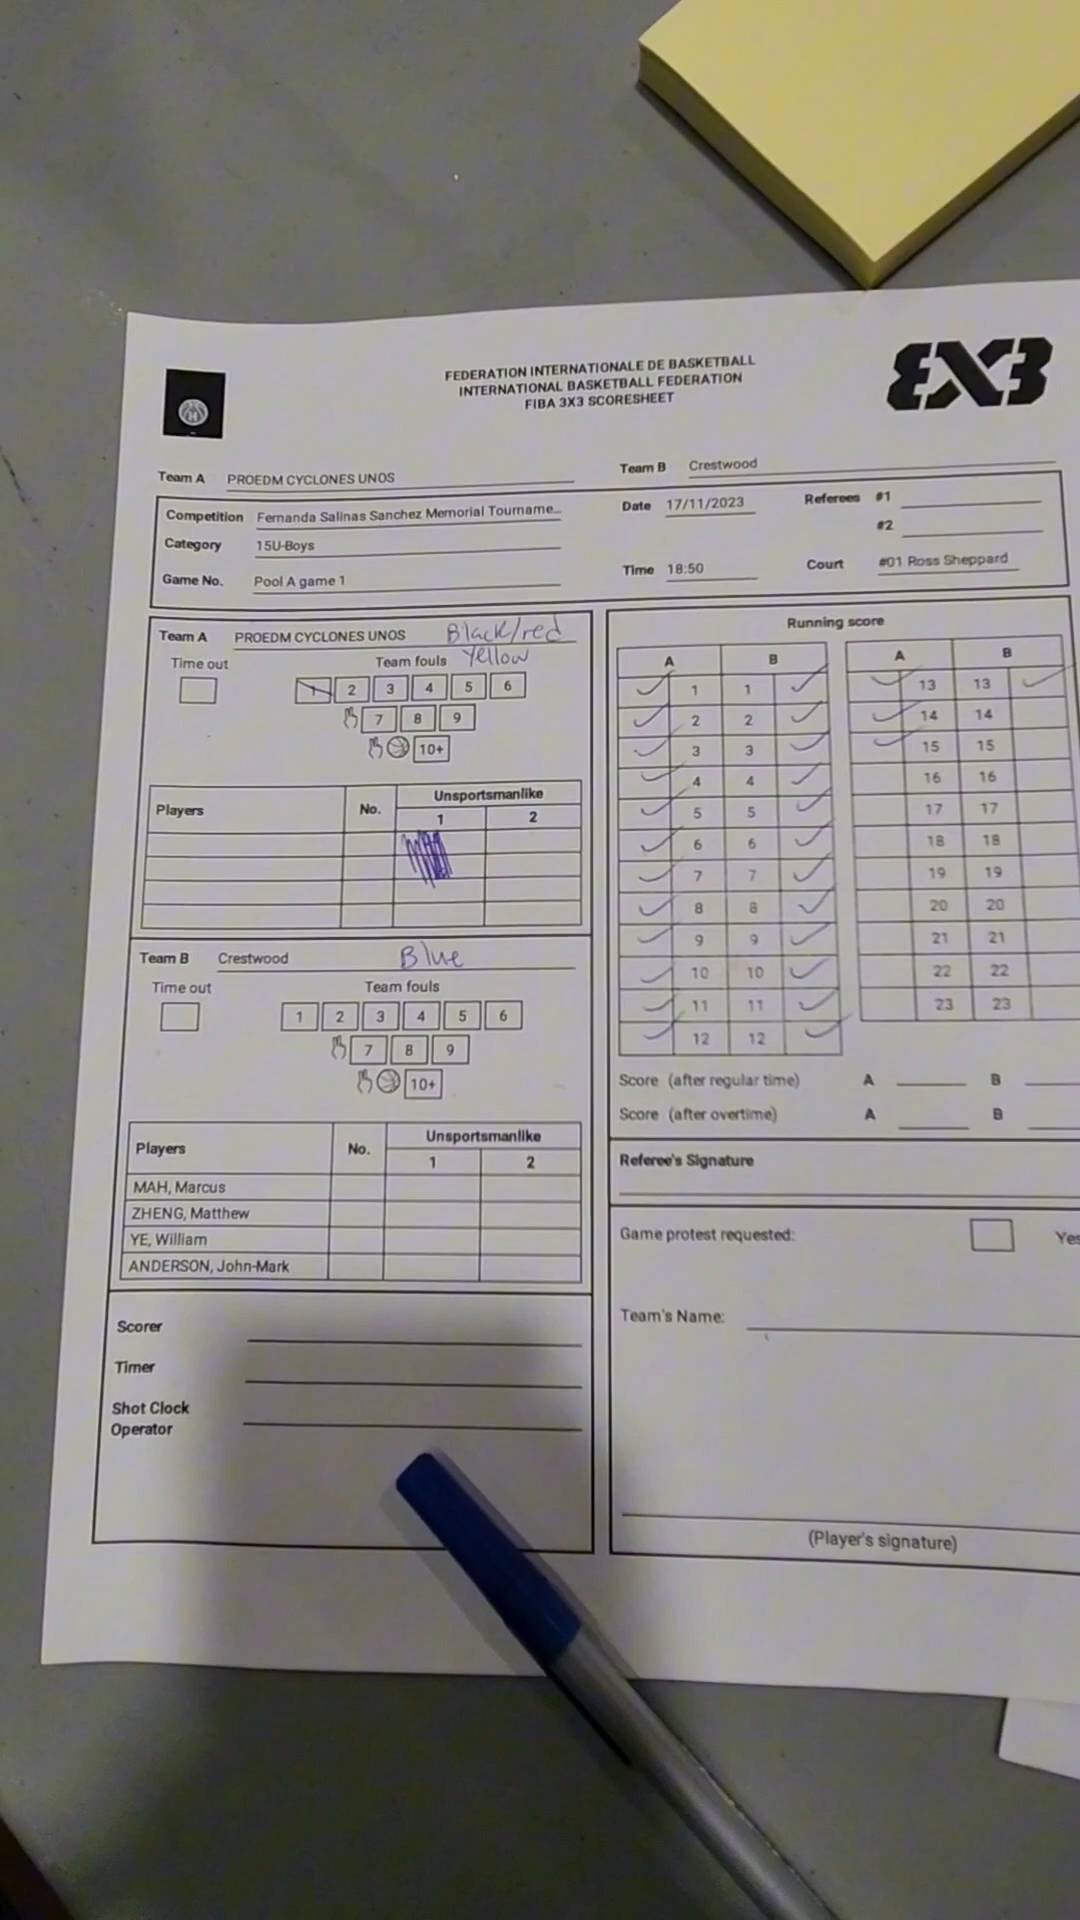 FEDERATION INTERNATIONALE DE BASKETBALL
INTERNATIONAL BASKETBALL FEDERATION
FIBA 3X3 SCORESHEET
3X3
Team A PROEDM CYCLONES UNOS
Team B Crestwood
Competition Fernanda Salinas Sanchez Memorial Tourname...
Date 17/11/2023
Referees #1
#2
Category 15U-Boys
Game No. Pool A game 1
Time 18:50
Court #01 Ross Sheppard
Team A PROEDM CYCLONES UNOS Black/red
Yellow
Time out
Team fouls
1 2 3 4 5 6
7 8 9
10+
Players No. Unsportsmanlike
1 2
Team B Crestwood Blue
Time out
Team fouls
1 2 3 4 5 6
7 8 9
10+
Players No. Unsportsmanlike
1 2
MAH, Marcus
ZHENG, Matthew
YE, William
ANDERSON, John-Mark
Scorer
Timer
Shot Clock
Operator
Running score
A B A B
1 1 13 13
2 2 14 14
3 3 15 15
4 4 16 16
5 5 17 17
6 6 18 18
7 7 19 19
8 8 20 20
9 9 21 21
10 10 22 22
11 11 23 23
12 12
Score (after regular time) A B
Score (after overtime) A B
Referee's Signature
Game protest requested: Yes
Team's Name:
(Player's signature)